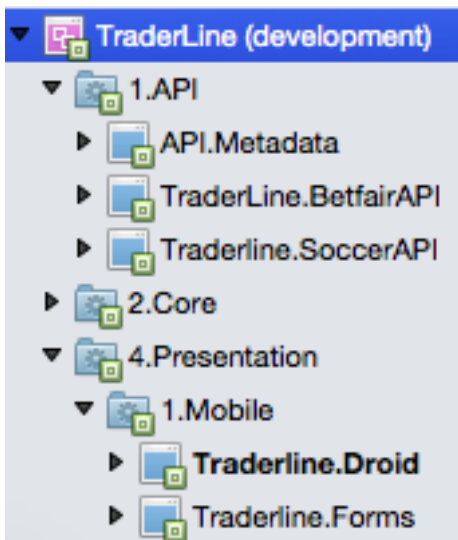 TraderLine (development)
1.API
API.Metadata
TraderLine.BetfairAPI
Traderline.SoccerAPI
2.Core
4.Presentation
1.Mobile
Traderline.Droid
Traderline.Forms